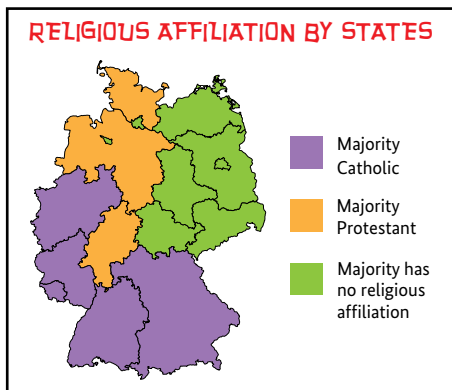 RELIGIOUS AFFILIATION BY STATES
Majority
Catholic
Majority
Protestant
Majority has
no religious
affiliation